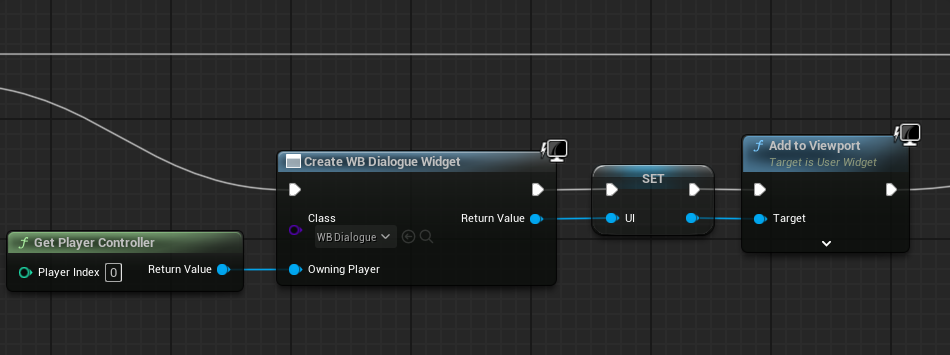 Create WB Dialogue Widget
Class
WB Dialogue
Return Value
Owning Player
SET
UI
f Add to Viewport
Target is User Widget
Target
f Get Player Controller
Player Index 0
Return Value